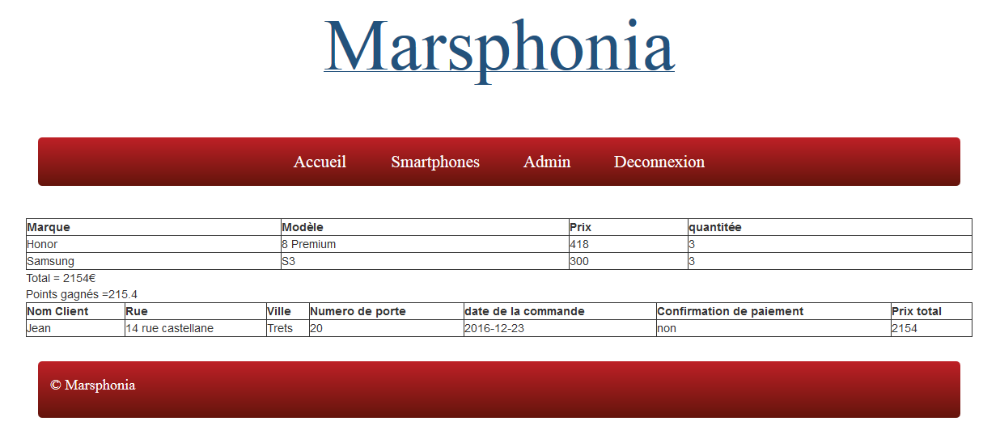 Marsphonia
Accueil Smartphones Admin Deconnexion
Marque Modèle Prix quantitée
Honor 8 Premium 418 3
Samsung S3 300 3
Total = 2154€
Points gagnés =215.4
Nom Client Rue Ville Numero de porte date de la commande Confirmation de paiement Prix total
Jean 14 rue castellane Trets 20 2016-12-23 non 2154
© Marsphonia